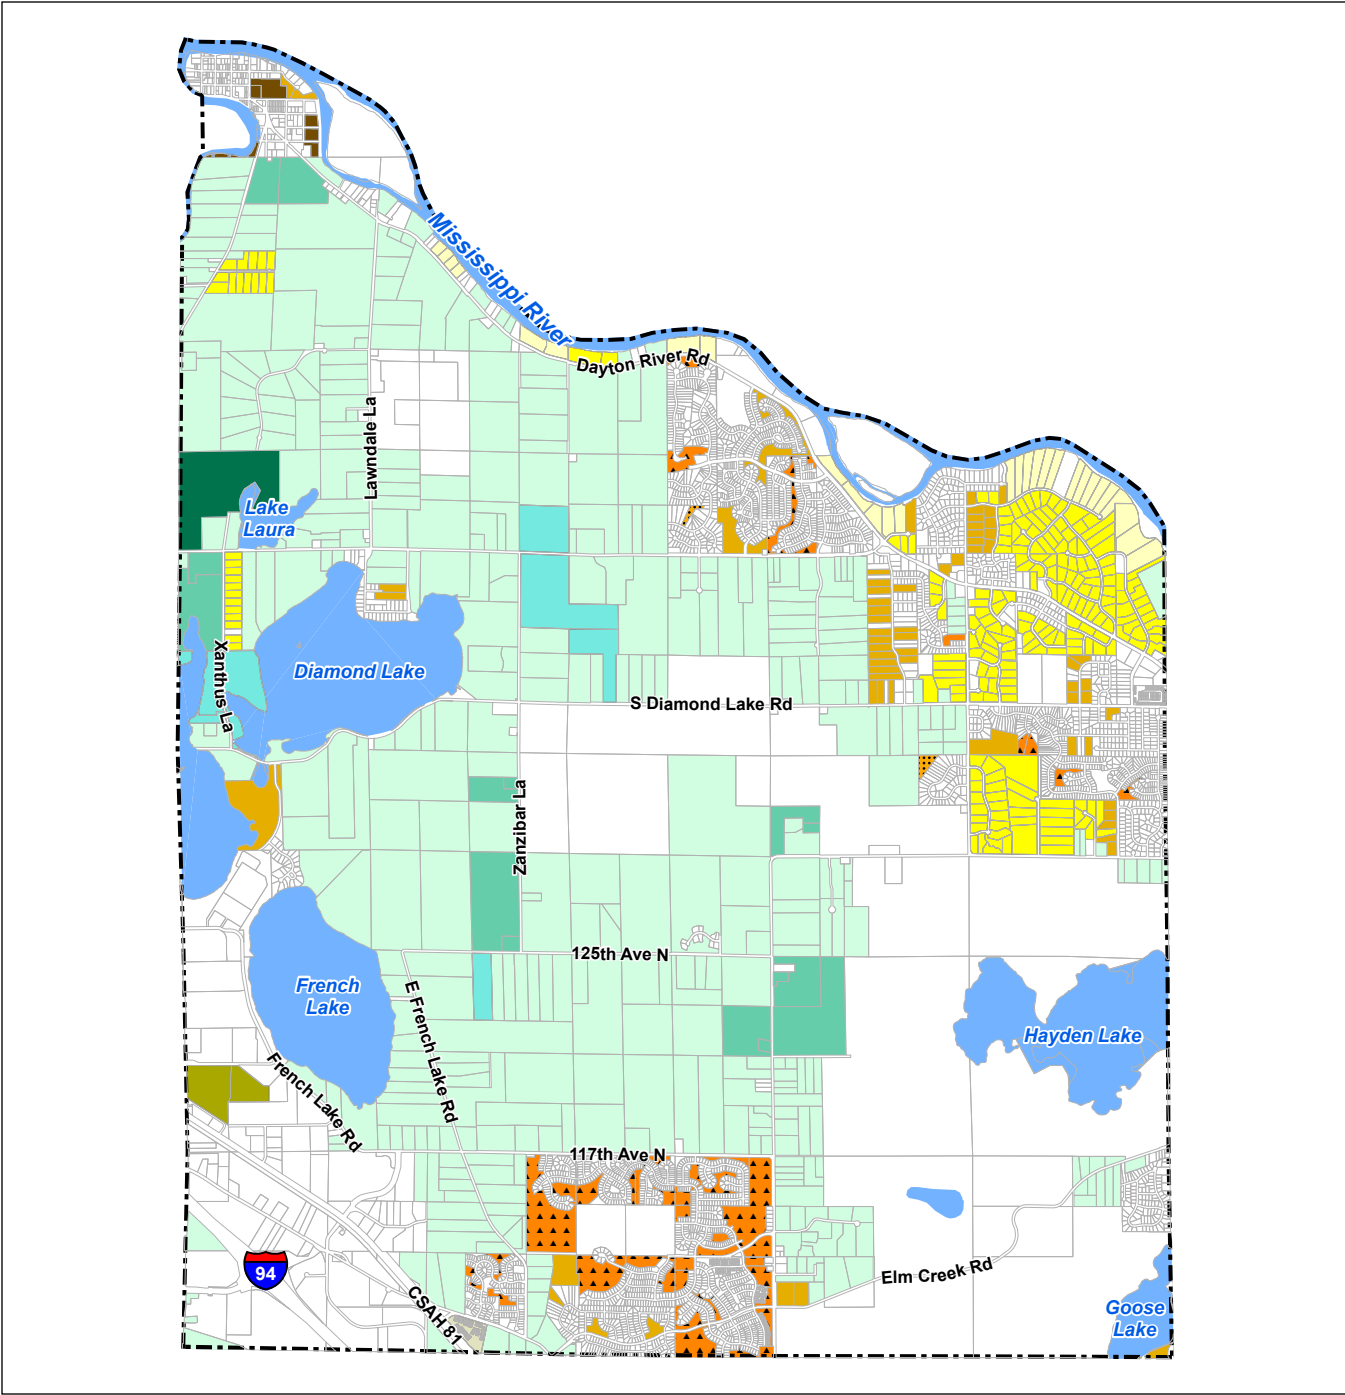 Mississippi River
Dayton River Rd
Lawndale La
Lake
Laura
Xanthus La
Diamond Lake
S Diamond Lake Rd
Zanzibar La
125th Ave N
French
Lake
E French Lake Rd
Hayden Lake
French Lake Rd
117th Ave N
94
Elm Creek Rd
CSAH 81
Goose
Lake